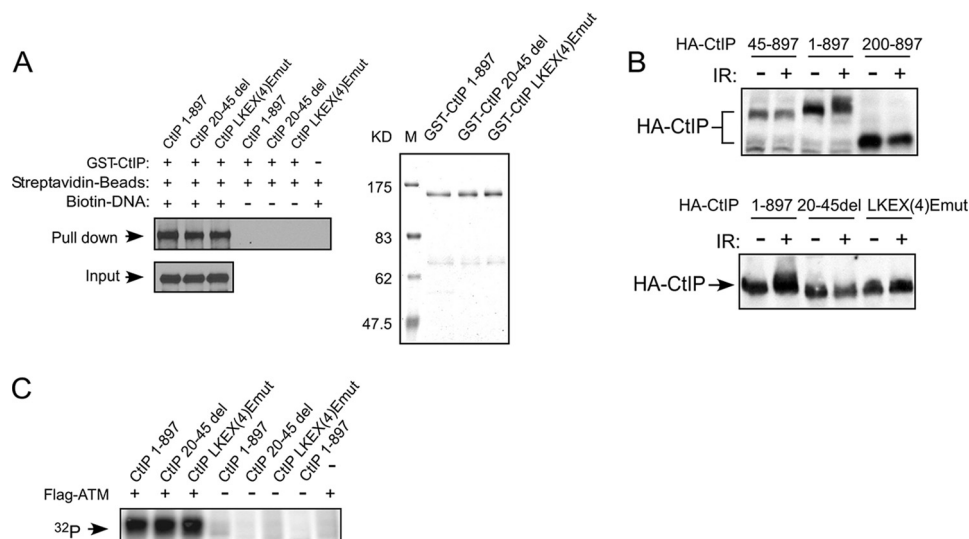 A
CtIP 1-897
CtIP 20-45 del
CtIP LKEX(4)Emut
CtIP 1-897
CtIP 20-45 del
CtIP LKEX(4)Emut
GST-CtIP: + + + + + + -
Streptavidin-Beads: + + + + + + +
Biotin-DNA: + + + - - - +
Pull down
Input
GST-CtIP 1-897
GST-CtIP 20-45 del
GST-CtIP LKEX(4)Emut
KD M
175
83
62
47.5
B
HA-CtIP 45-897 1-897 200-897
IR: - + - + - +
HA-CtIP
HA-CtIP 1-897 20-45del LKEX(4)Emut
IR: - + - + - +
HA-CtIP
C
CtIP 1-897
CtIP 20-45 del
CtIP LKEX(4)Emut
CtIP 1-897
CtIP 20-45 del
CtIP LKEX(4)Emut
CtIP 1-897
-
Flag-ATM + + + - - - - +
³²P